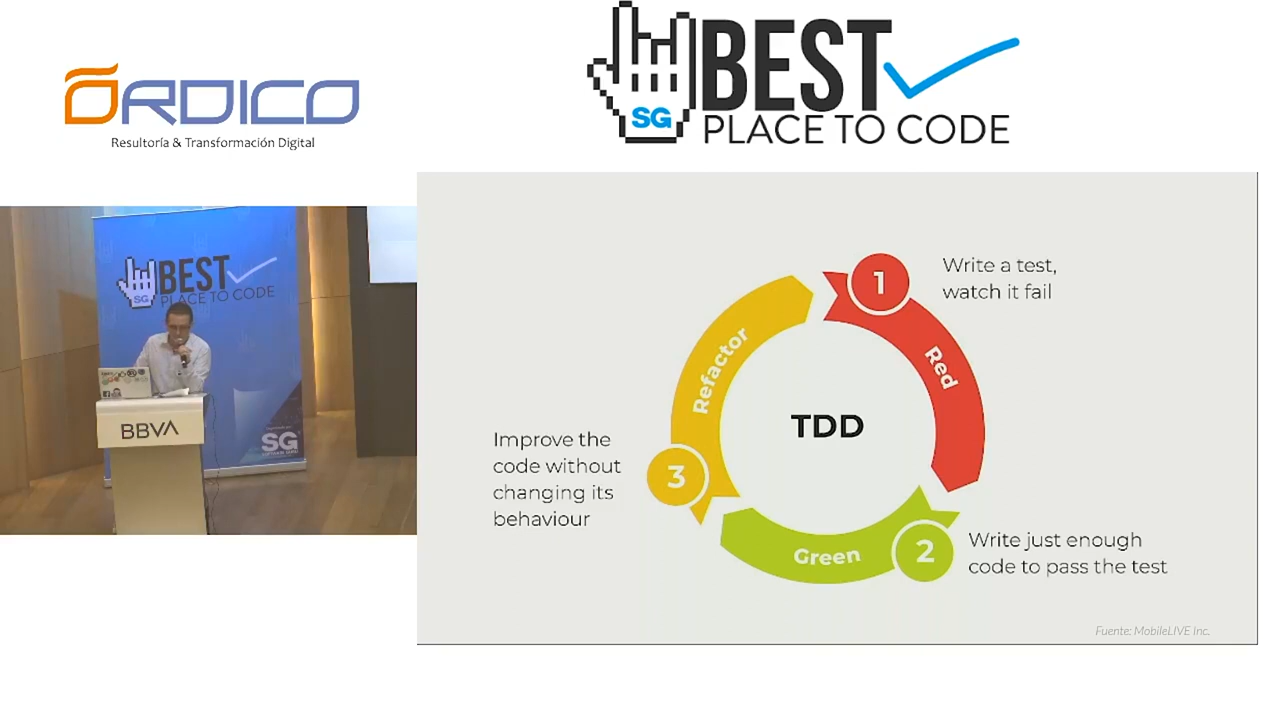 ORDICO
Resultoría & Transformación Digital
BEST
SG
PLACE TO CODE
BEST
SG
PLACE TO CODE
BBVA
SG
1
Write a test,
watch it fail
Red
Refactor
TDD
Improve the
code without
changing its
behaviour
3
Green
2
Write just enough
code to pass the test
Fuente: MobileLIVE Inc.